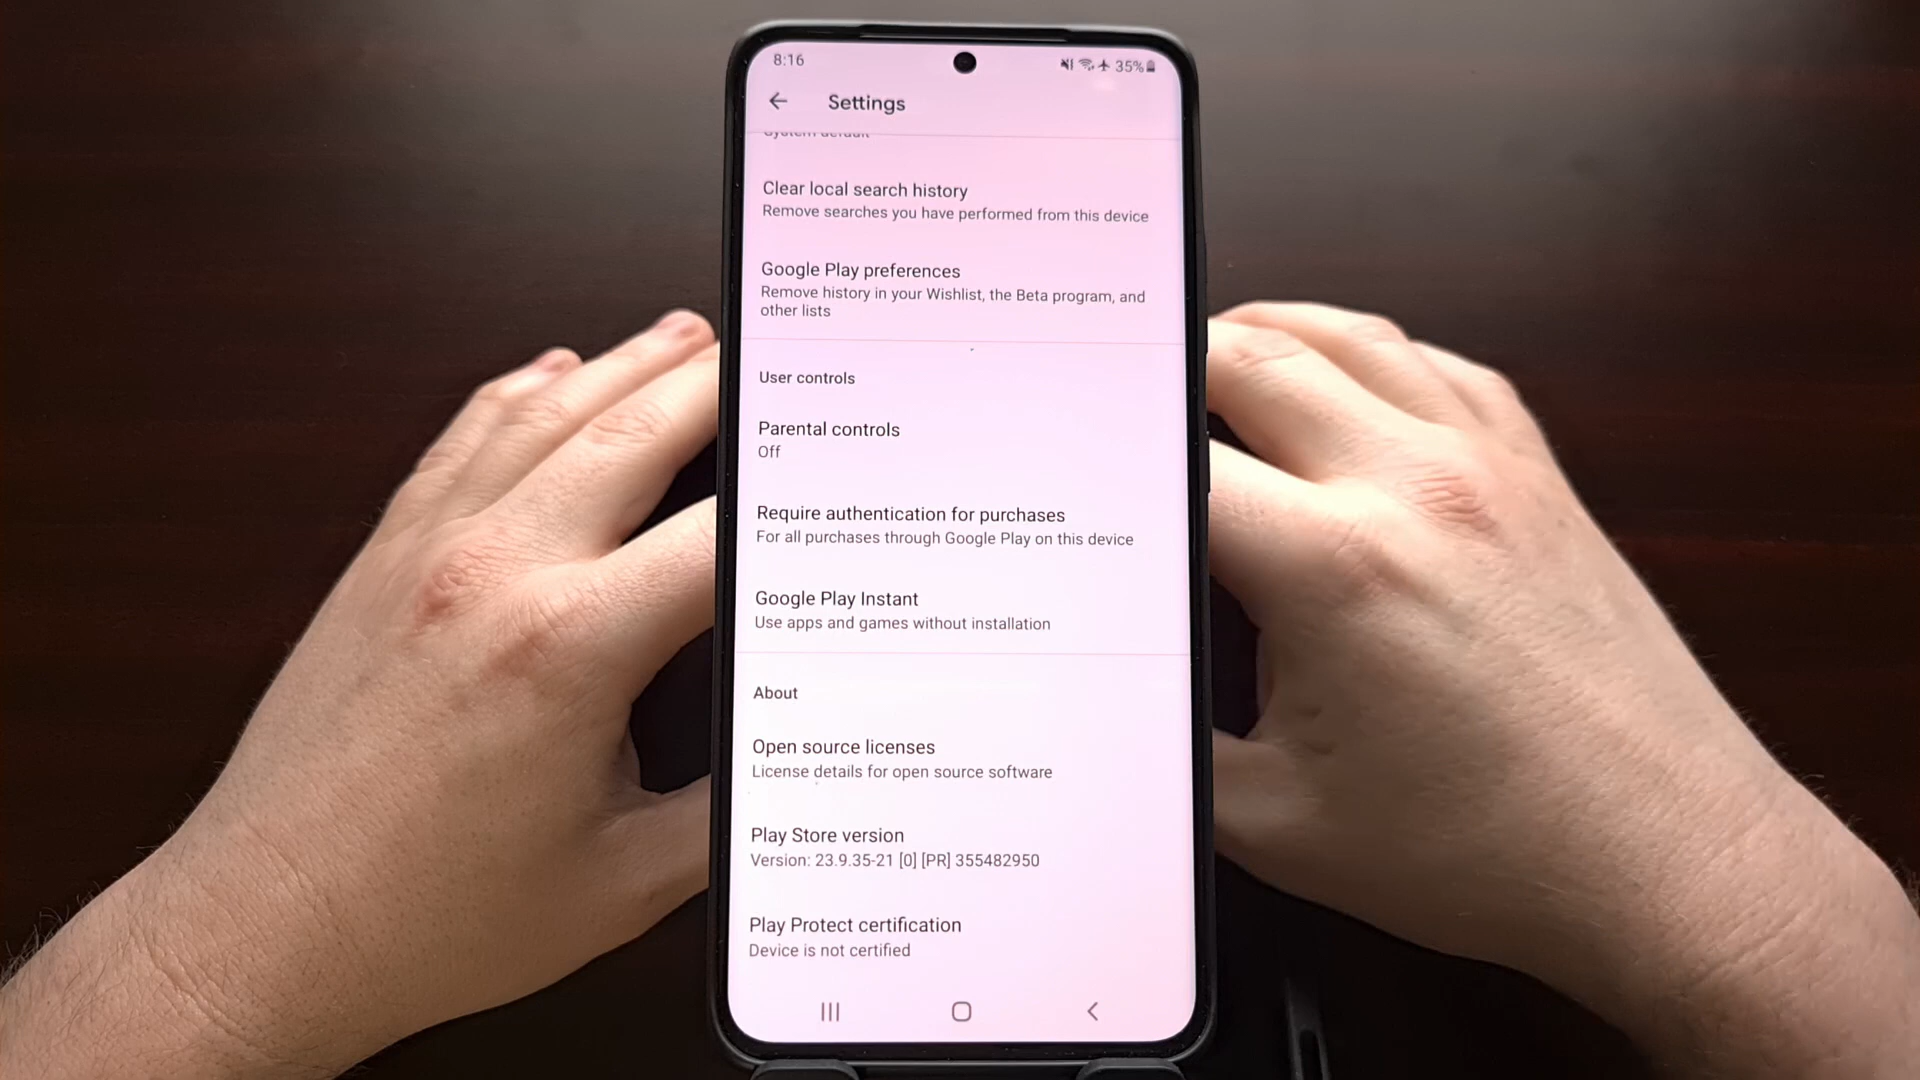 8:16
35%
Settings
System default
Clear local search history
Remove searches you have performed from this device
Google Play preferences
Remove history in your Wishlist, the Beta program, and
other lists
User controls
Parental controls
Off
Require authentication for purchases
For all purchases through Google Play on this device
Google Play Instant
Use apps and games without installation
About
Open source licenses
License details for open source software
Play Store version
Version: 23.9.35-21 [0] [PR] 355482950
Play Protect certification
Device is not certified